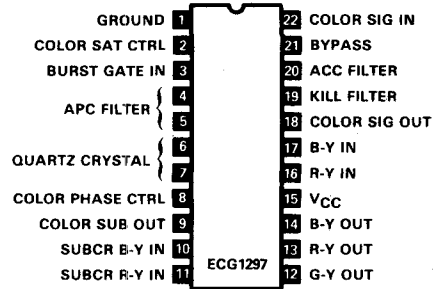 GROUND 1 22 COLOR SIG IN
COLOR SAT CTRL 2 21 BYPASS
BURST GATE IN 3 20 ACC FILTER
4 19 KILL FILTER
APC FILTER
5 18 COLOR SIG OUT
6 17 B-Y IN
QUARTZ CRYSTAL
7 16 R-Y IN
COLOR PHASE CTRL 8 15 VCC
COLOR SUB OUT 9 14 B-Y OUT
SUBCR B-Y IN 10 13 R-Y OUT
SUBCR R-Y IN 11 ECG1297 12 G-Y OUT